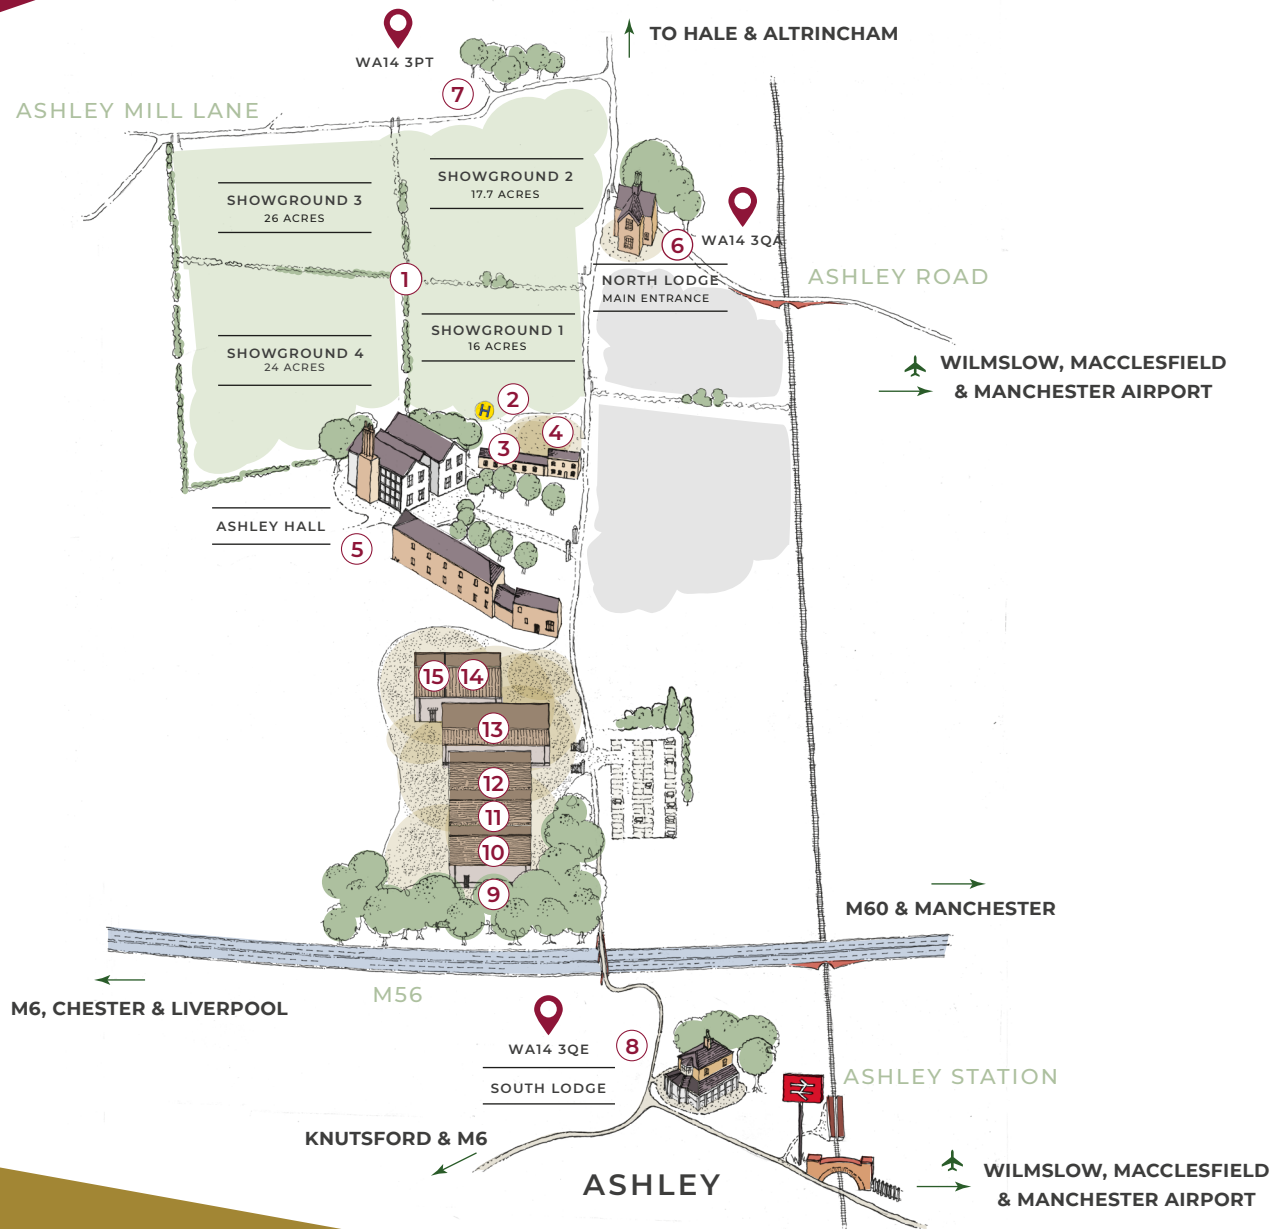 TO HALE & ALTRINCHAM
WA14 3PT
7
ASHLEY MILL LANE
SHOWGROUND 2
17.7 ACRES
SHOWGROUND 3
26 ACRES
6
WA14 3QA
1
NORTH LODGE
MAIN ENTRANCE
ASHLEY ROAD
SHOWGROUND 1
16 ACRES
SHOWGROUND 4
24 ACRES
WILMSLOW, MACCLESFIELD
& MANCHESTER AIRPORT
H
2
3
4
ASHLEY HALL
5
15
14
13
12
11
10
9
M60 & MANCHESTER
M6, CHESTER & LIVERPOOL
M56
WA14 3QE
8
SOUTH LODGE
ASHLEY STATION
KNUTSFORD & M6
ASHLEY
WILMSLOW, MACCLESFIELD
& MANCHESTER AIRPORT